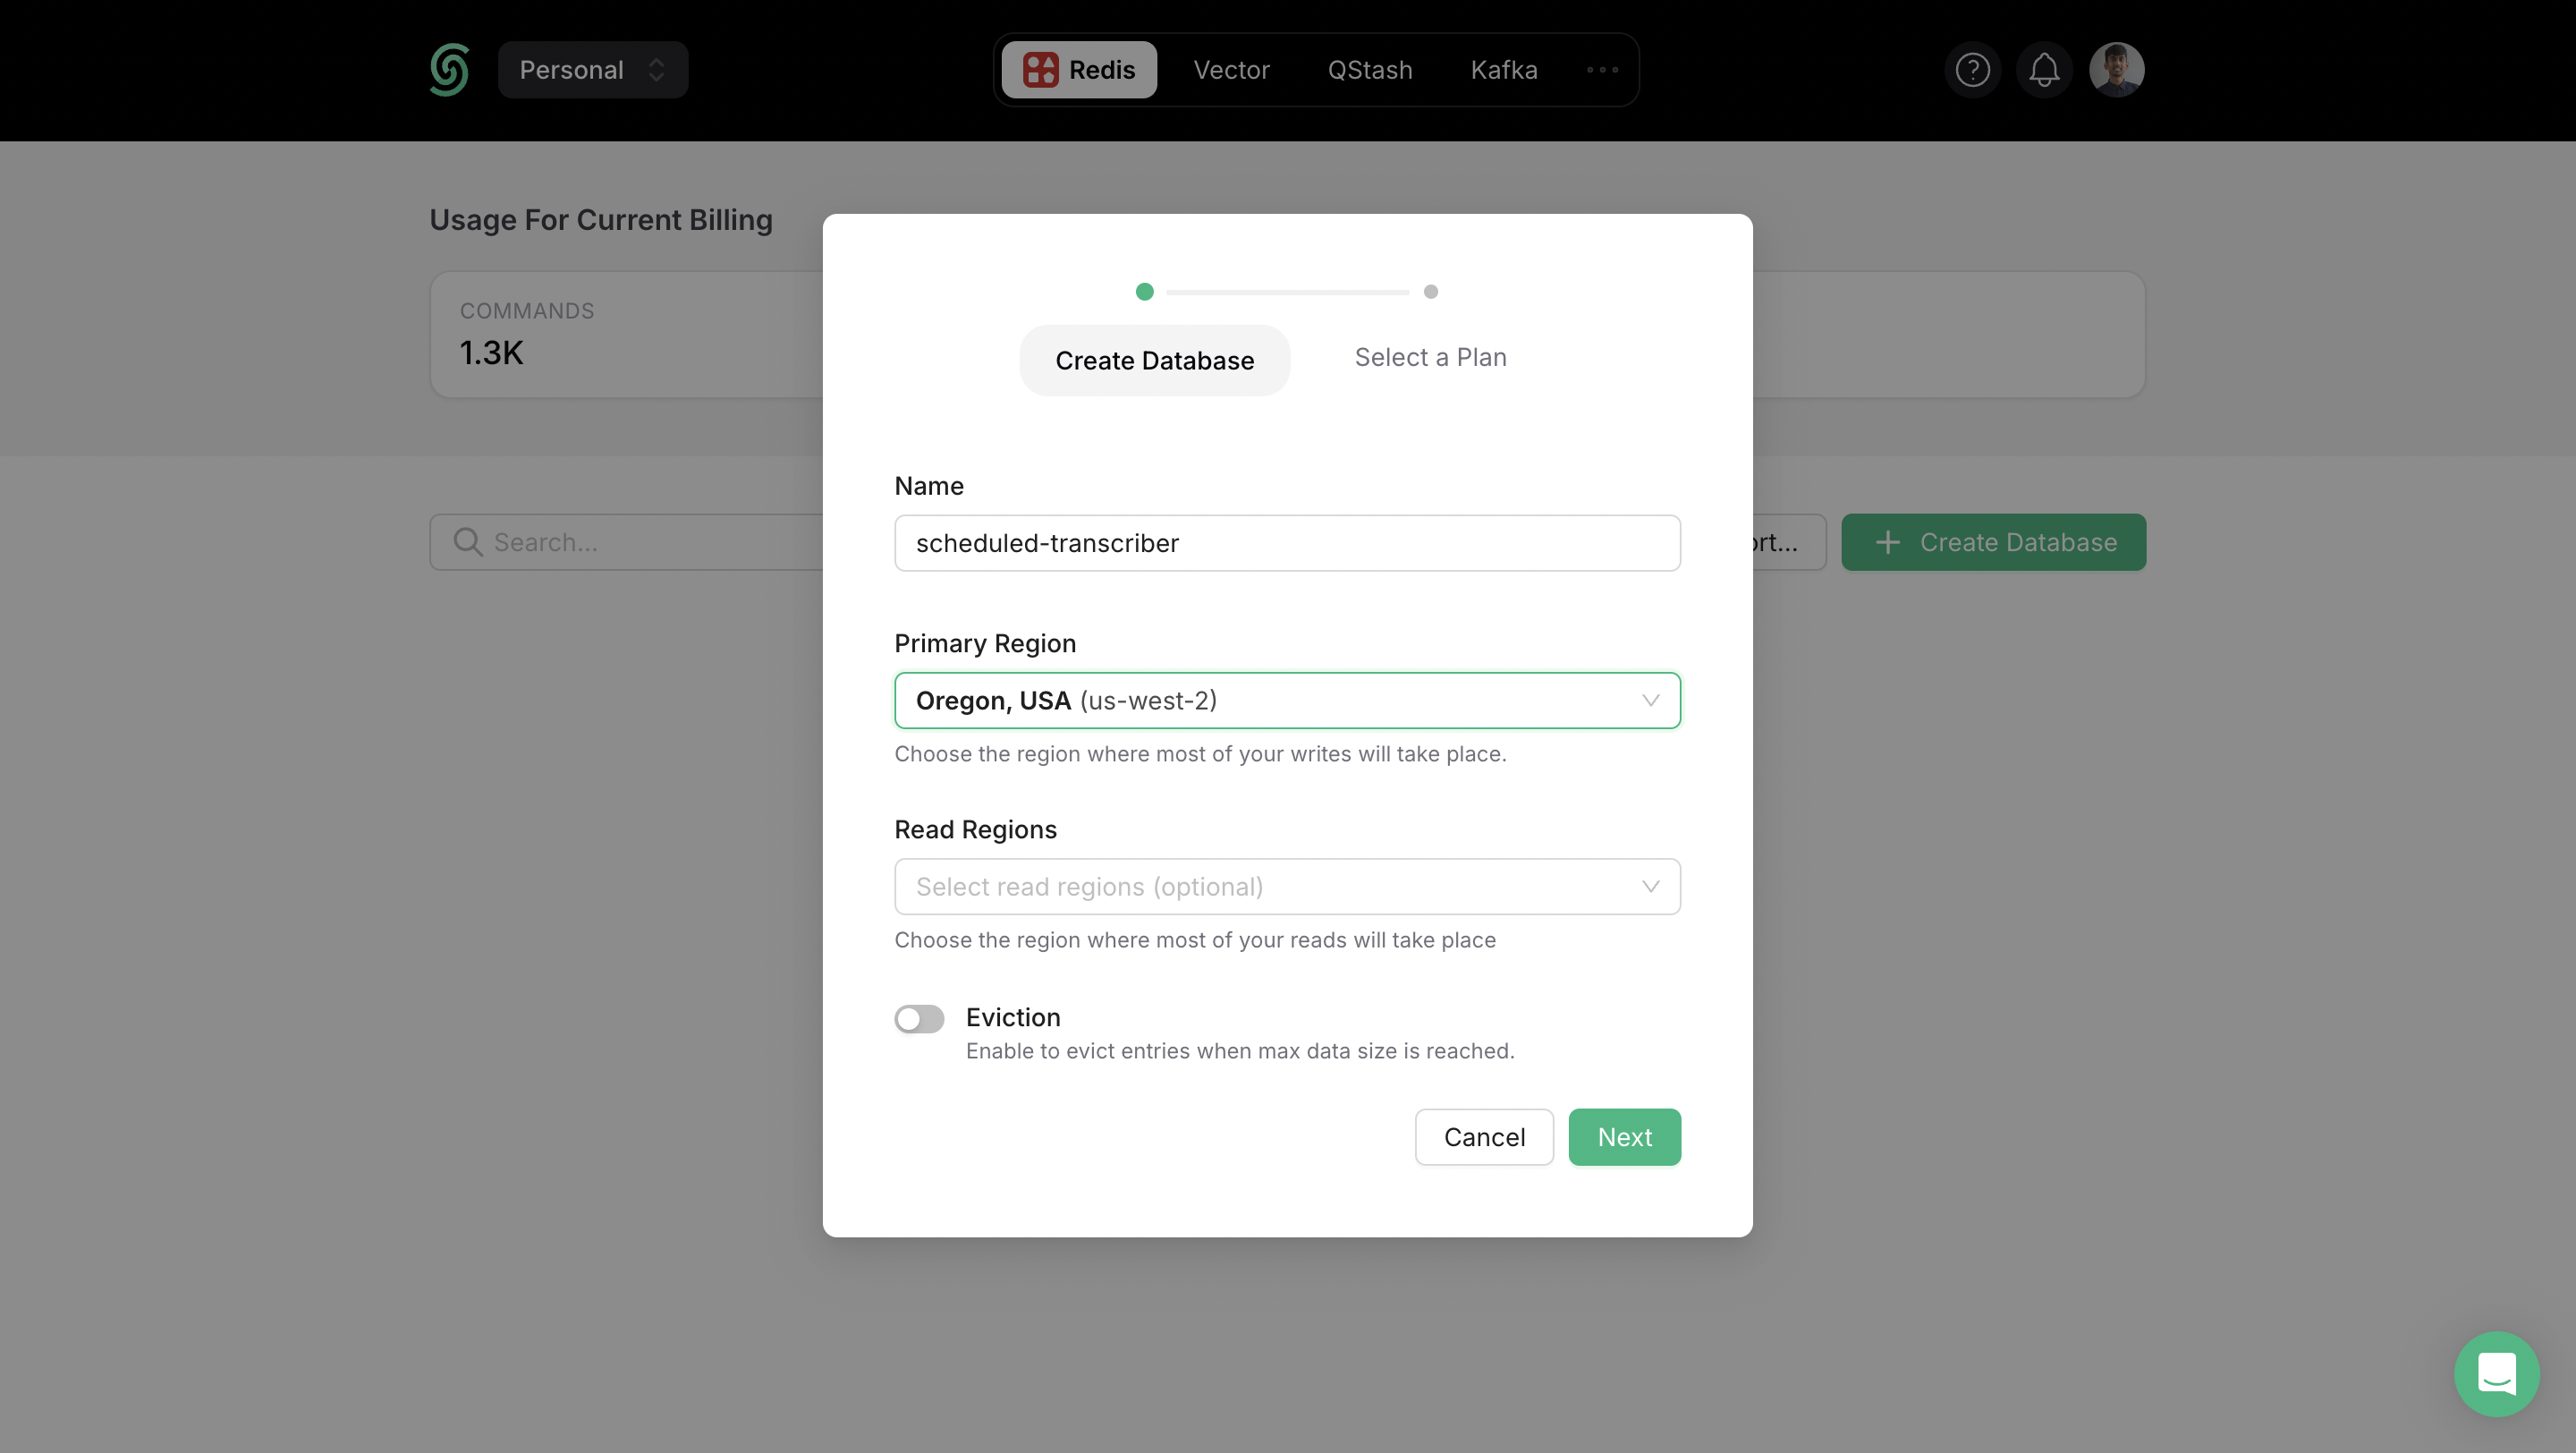 Personal
Redis
Vector
QStash
Kafka
Usage For Current Billing
COMMANDS
1.3K
Search...
Create Database
Create Database
Select a Plan
Name
scheduled-transcriber
Primary Region
Oregon, USA (us-west-2)
Choose the region where most of your writes will take place.
Read Regions
Select read regions (optional)
Choose the region where most of your reads will take place
Eviction
Enable to evict entries when max data size is reached.
Cancel
Next